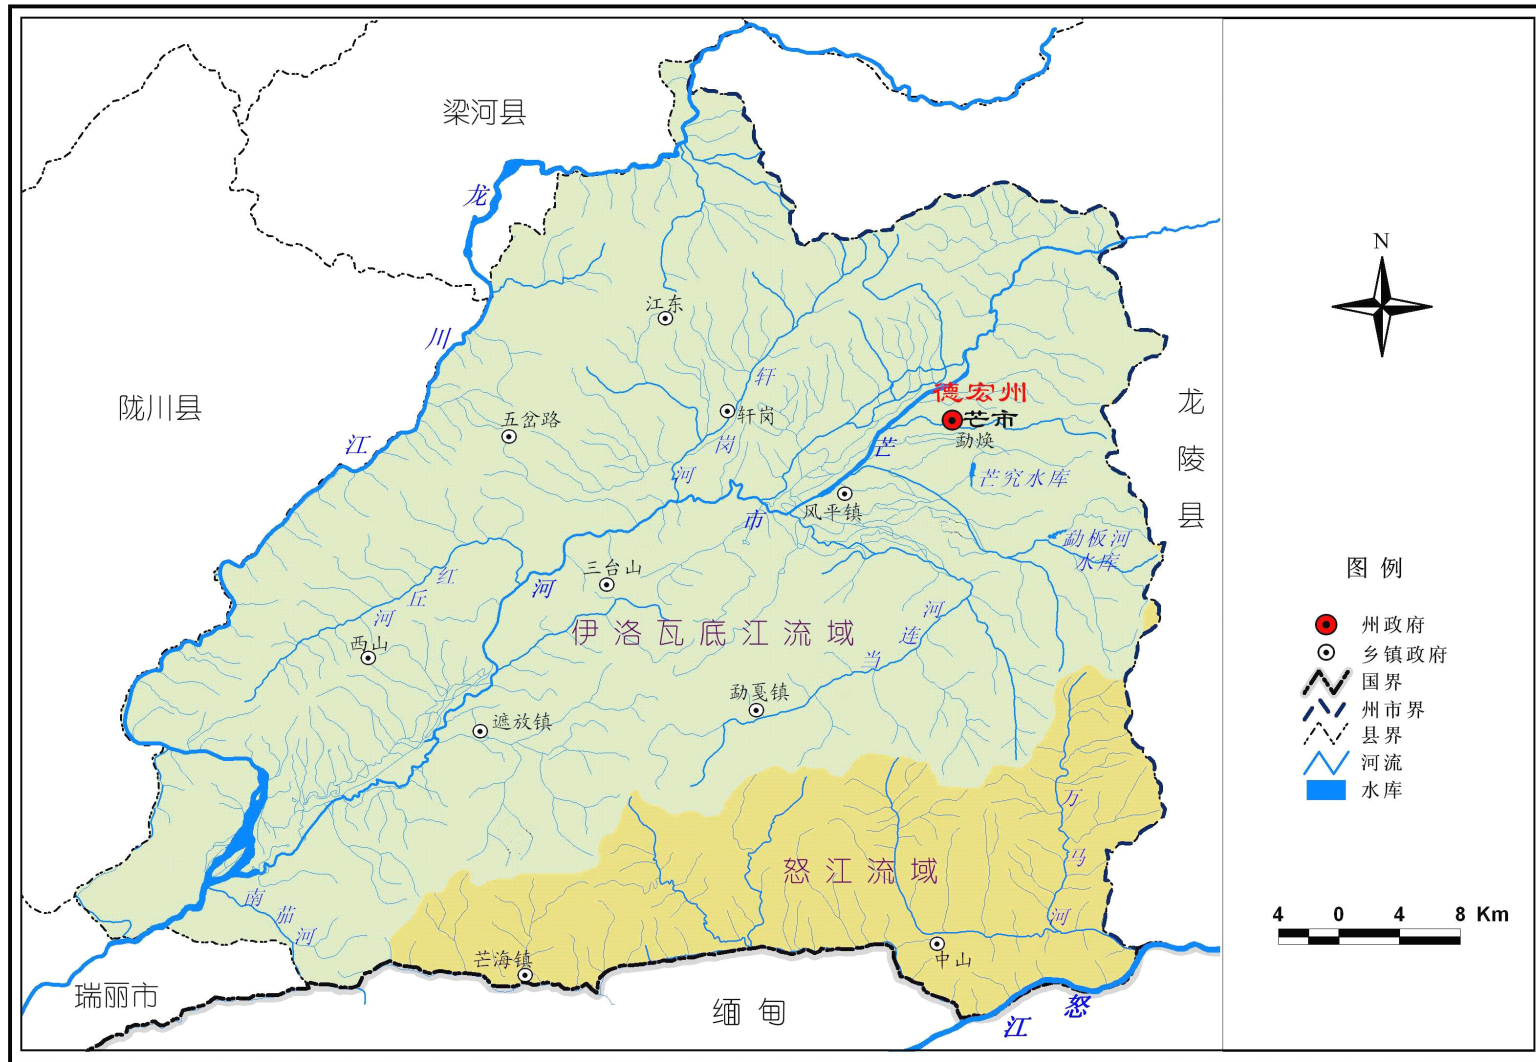 梁河县
龙
川
江
陇川县
江东
轩
岗
河
轩岗
五岔路
德宏州
芒市
勐焕
芒
市
河
芒究水库
风平镇
勐板河
水库
龙陵县
红
丘
河
三台山
西山
伊洛瓦底江流域
河
连
当
勐戛镇
遮放镇
万
马
河
怒江流域
南
茄
河
芒海镇
中山
瑞丽市
缅甸
怒
江
N
图例
州政府
乡镇政府
国界
州市界
县界
河流
水库
4 0 4 8 Km